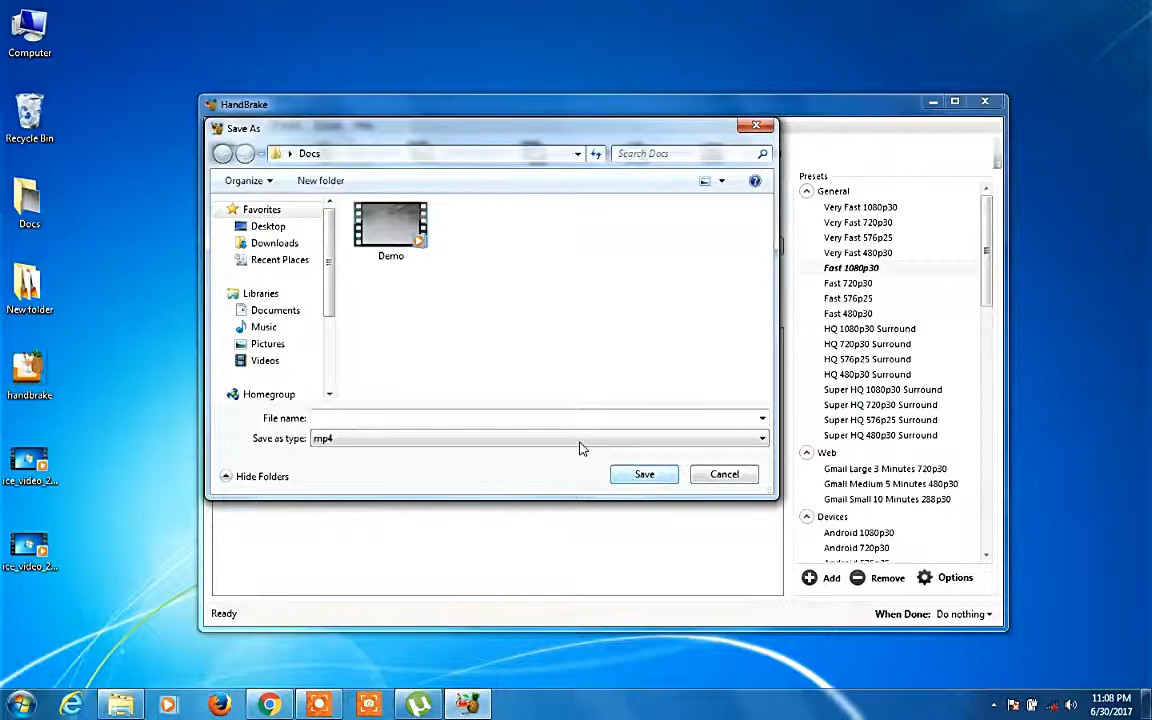 Computer
Recycle Bin
Docs
New folder
handbrake
ice_video_2...
ice_video_2...
HandBrake
Save As
Docs
Search Docs
Organize
New folder
Favorites
Desktop
Downloads
Recent Places
Libraries
Documents
Music
Pictures
Videos
Homegroup
Demo
File name:
Save as type: mp4
Hide Folders
Save
Cancel
Presets
General
Very Fast 1080p30
Very Fast 720p30
Very Fast 576p25
Very Fast 480p30
Fast 1080p30
Fast 720p30
Fast 576p25
Fast 480p30
HQ 1080p30 Surround
HQ 720p30 Surround
HQ 576p25 Surround
HQ 480p30 Surround
Super HQ 1080p30 Surround
Super HQ 720p30 Surround
Super HQ 576p25 Surround
Super HQ 480p30 Surround
Web
Gmail Large 3 Minutes 720p30
Gmail Medium 5 Minutes 480p30
Gmail Small 10 Minutes 288p30
Devices
Android 1080p30
Android 720p30
Add
Remove
Options
Ready
When Done: Do nothing
11:08 PM
6/30/2017